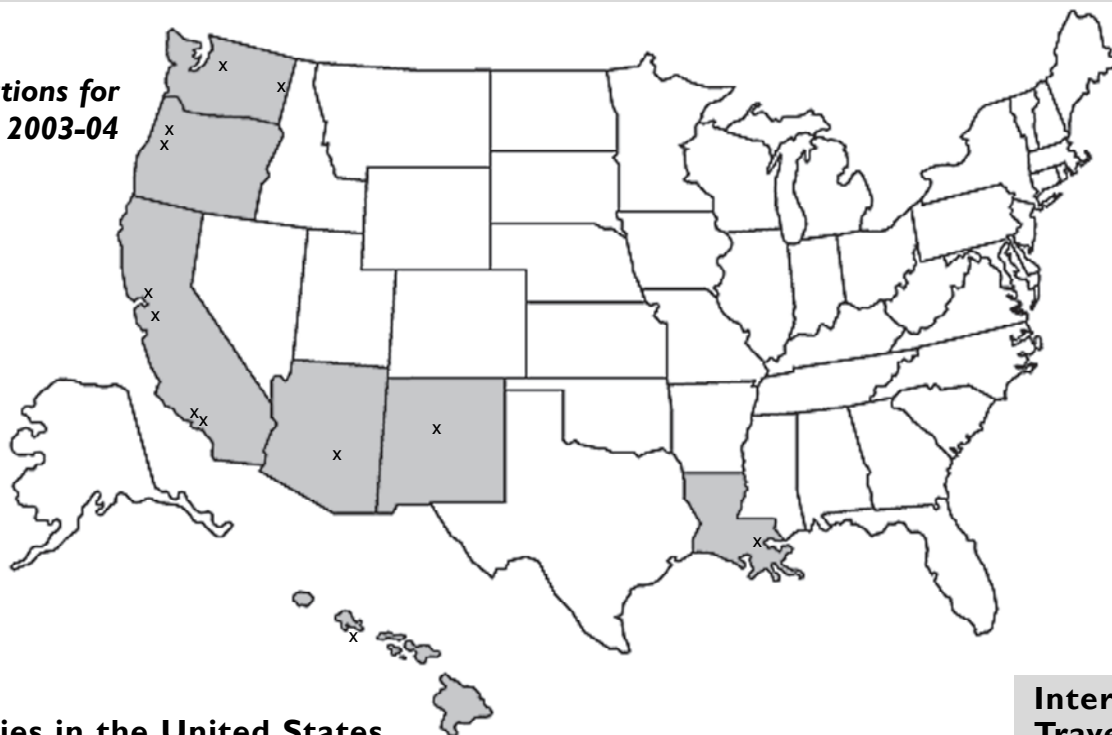 tions for
2003-04
x
x
x
x
x
x
x
x
x
x
x
x
ies in the United States
Inter
Trave